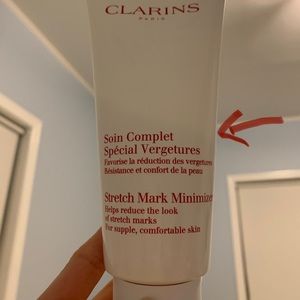 CLARINS
PARIS
Soin Complet
Spécial Vergetures
Favorise la réduction des vergetures
Résistance et confort de la peau
Stretch Mark Minimizer
Helps reduce the look
of stretch marks
For supple, comfortable skin